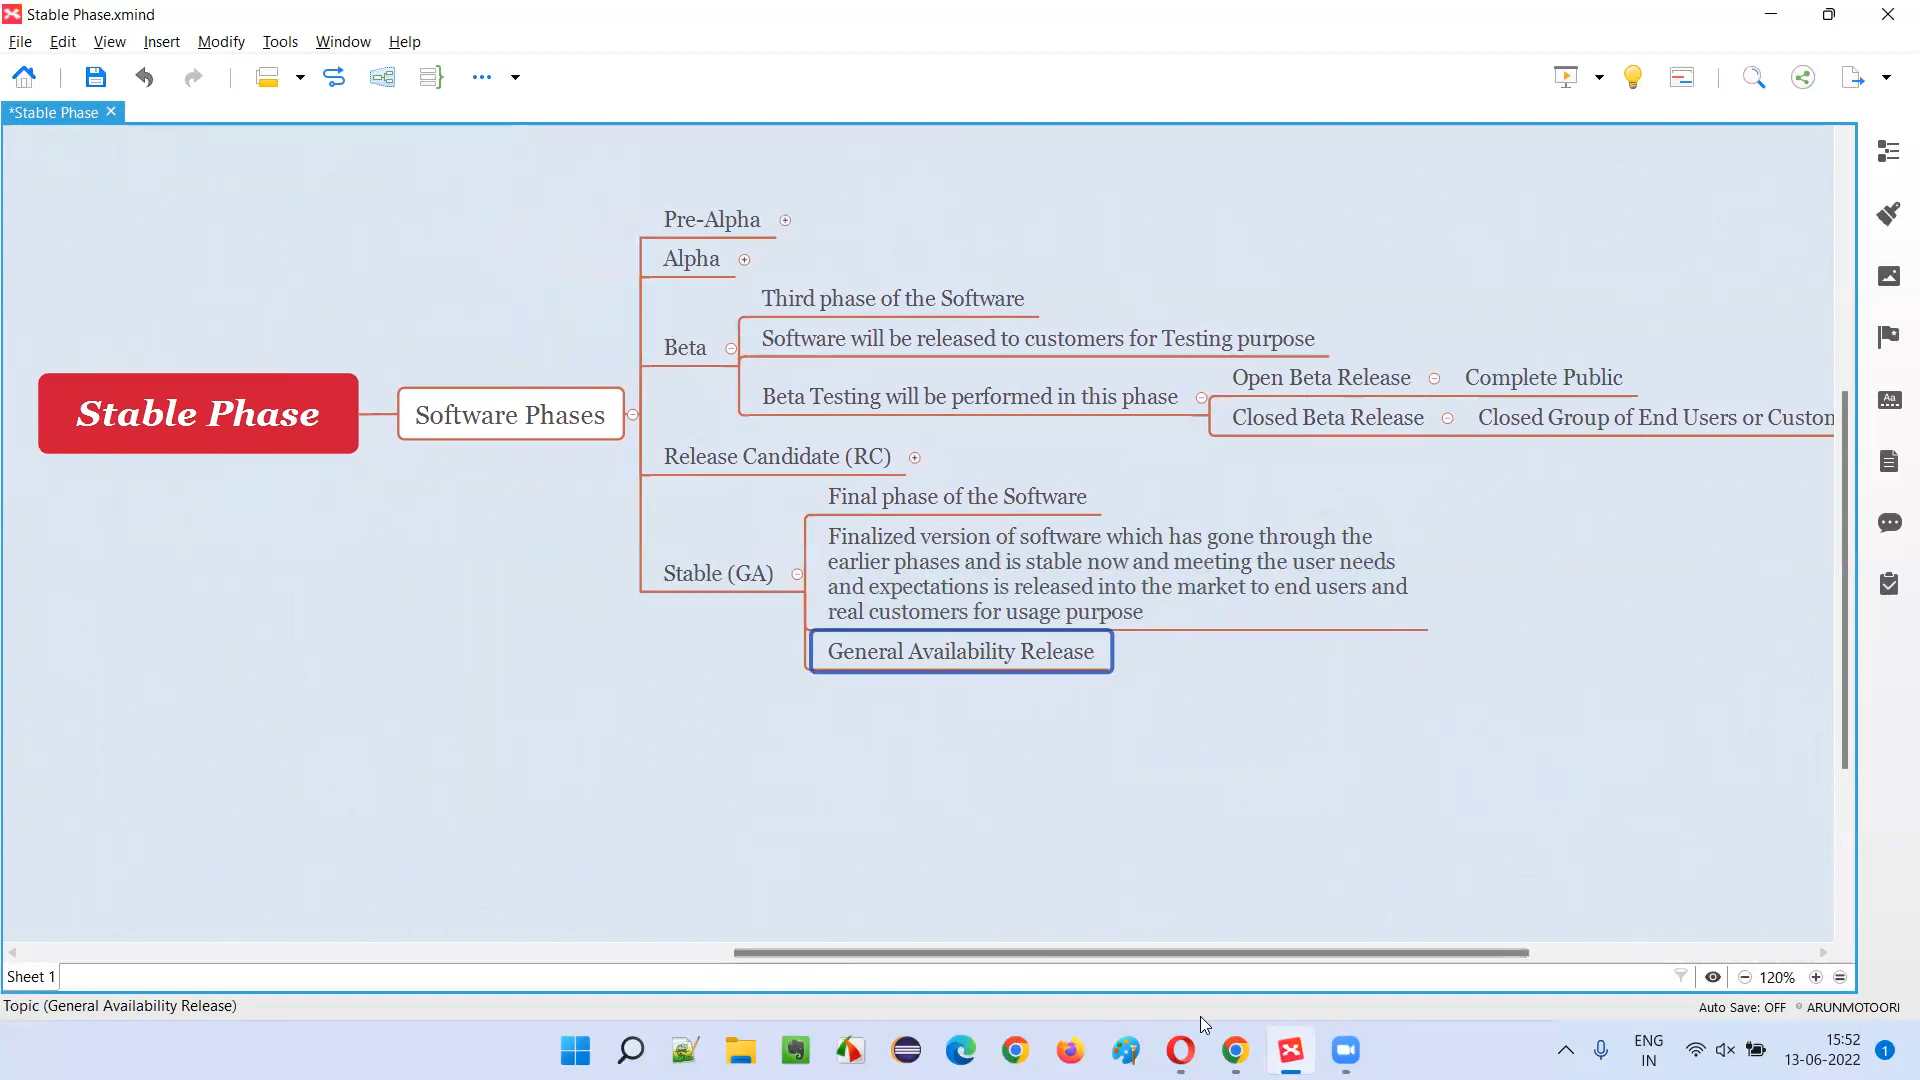 Stable Phase.xmind
File Edit View Insert Modify Tools Window Help
*Stable Phase
Pre-Alpha
Alpha
Third phase of the Software
Software will be released to customers for Testing purpose
Beta
Open Beta Release
Complete Public
Beta Testing will be performed in this phase
Stable Phase
Software Phases
Closed Beta Release
Closed Group of End Users or Custom
Release Candidate (RC)
Final phase of the Software
Finalized version of software which has gone through the
earlier phases and is stable now and meeting the user needs
Stable (GA)
and expectations is released into the market to end users and
real customers for usage purpose
General Availability Release
Aa
Sheet 1
120%
Topic (General Availability Release)
Auto Save: OFF
ARUNMOTOORI
ENG
IN
15:52
13-06-2022
1